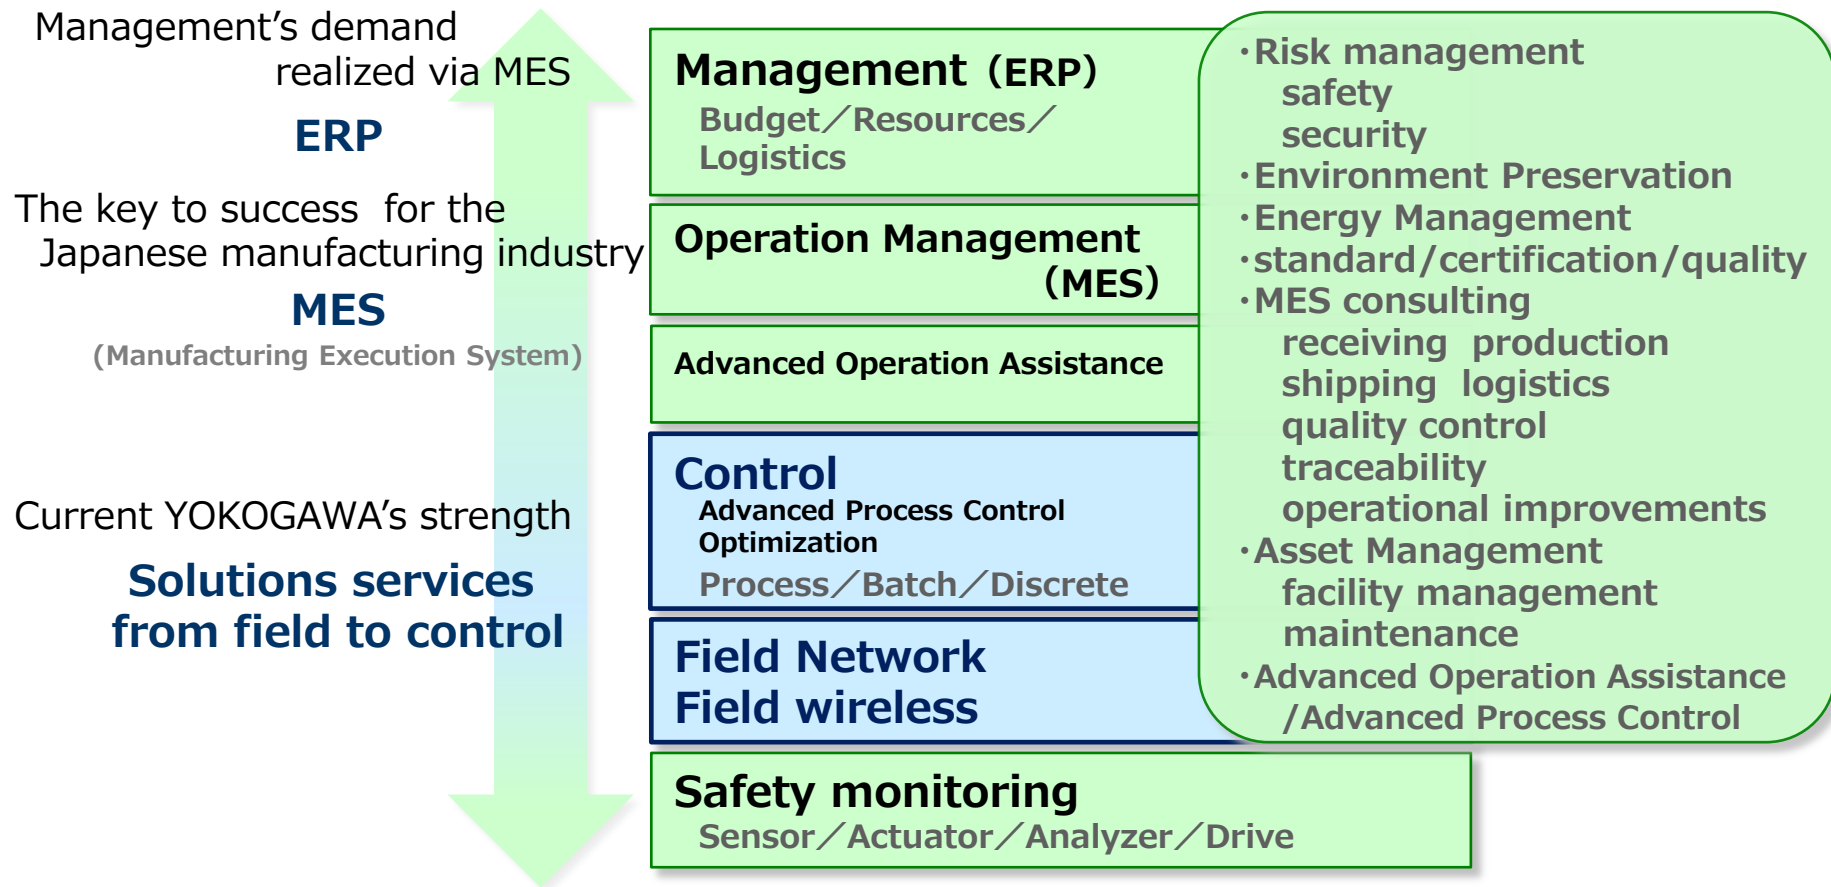 Management’s demand
realized via MES
ERP
The key to success  for the
Japanese manufacturing industry
MES
(Manufacturing Execution System)
Current YOKOGAWA’s strength
Solutions services
from field to control
Management（ERP）
Budget／Resources／
Logistics
Operation Management
（MES）
Advanced Operation Assistance
Control
Advanced Process Control
Optimization
Process／Batch／Discrete
Field Network
Field wireless
Safety monitoring
Sensor／Actuator／Analyzer／Drive
・Risk management
safety
security
・Environment Preservation
・Energy Management
・standard/certification/quality
・MES consulting
receiving  production
shipping  logistics
quality control
traceability
operational improvements
・Asset Management
facility management
maintenance
・Advanced Operation Assistance
/Advanced Process Control